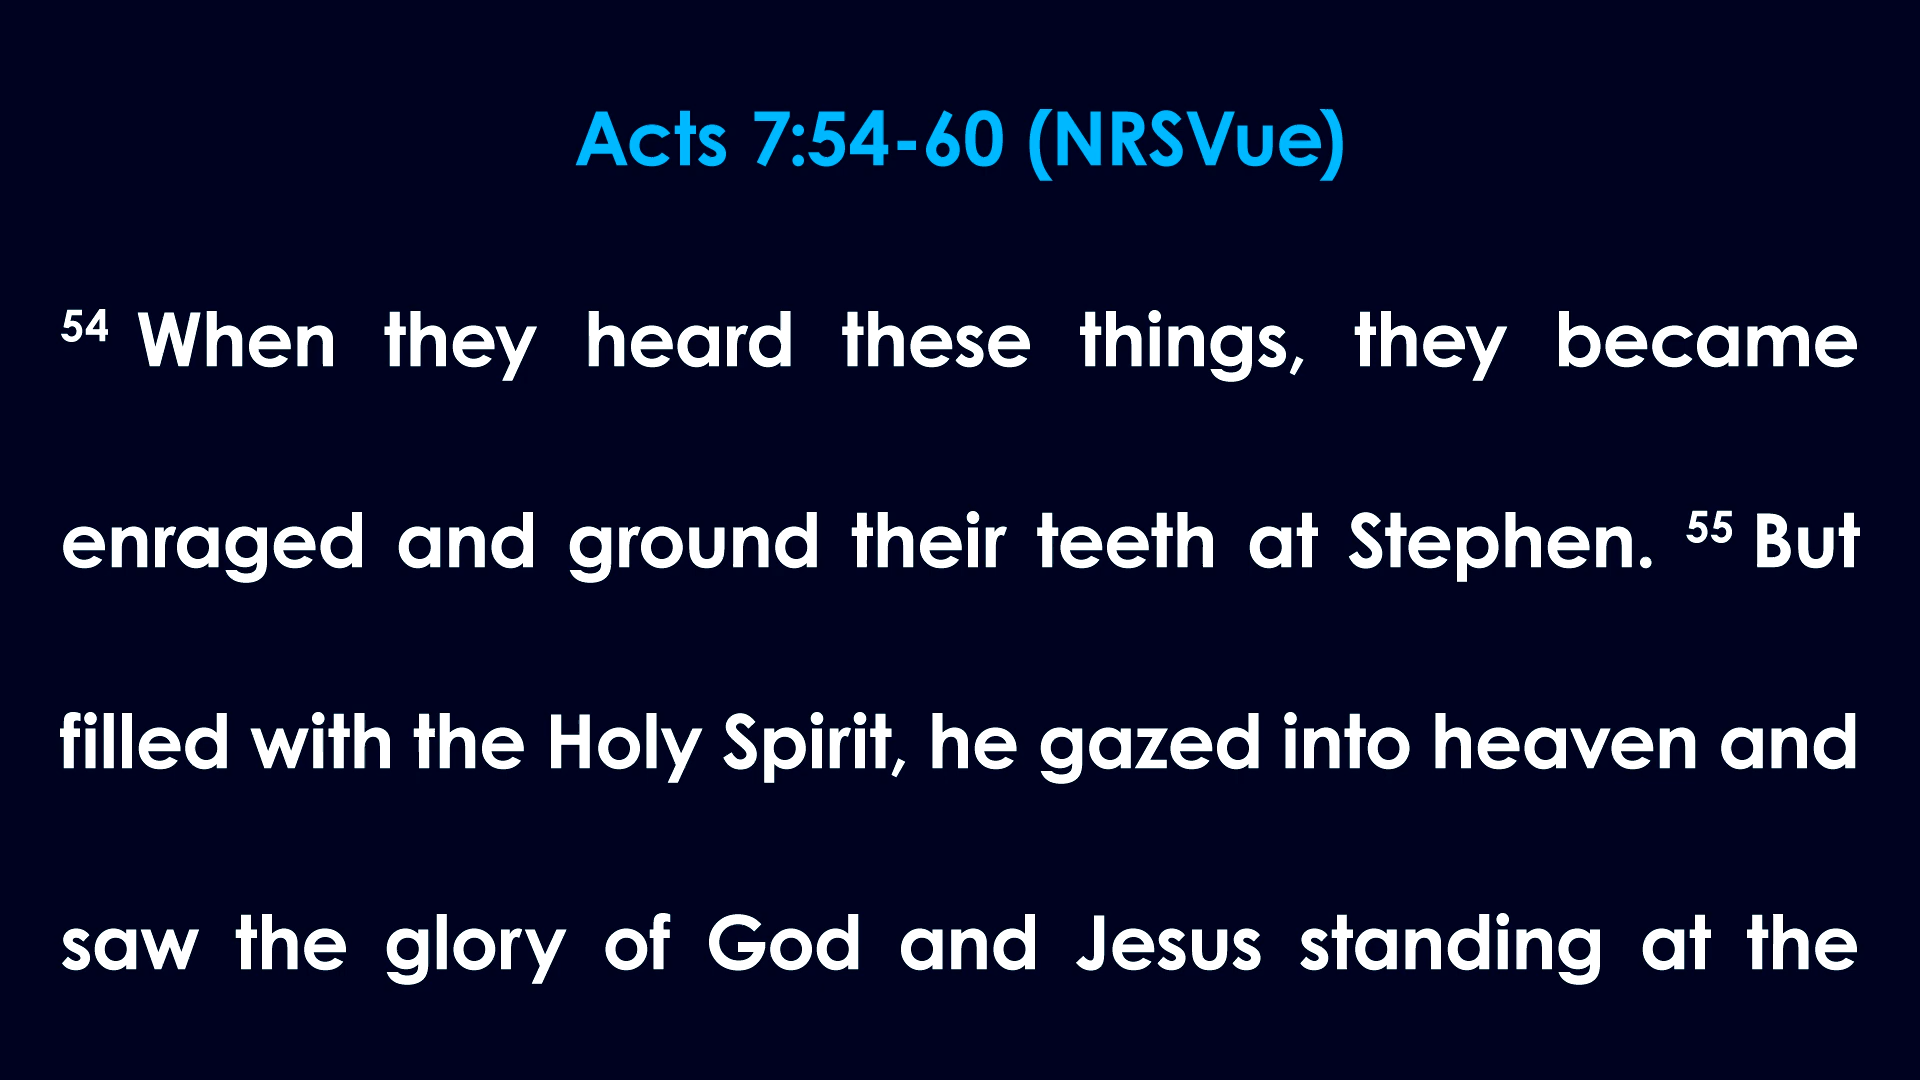 Acts 7:54-60 (NRSVue)
54 When they heard these things, they became
enraged and ground their teeth at Stephen. 55 But
filled with the Holy Spirit, he gazed into heaven and
saw the glory of God and Jesus standing at the